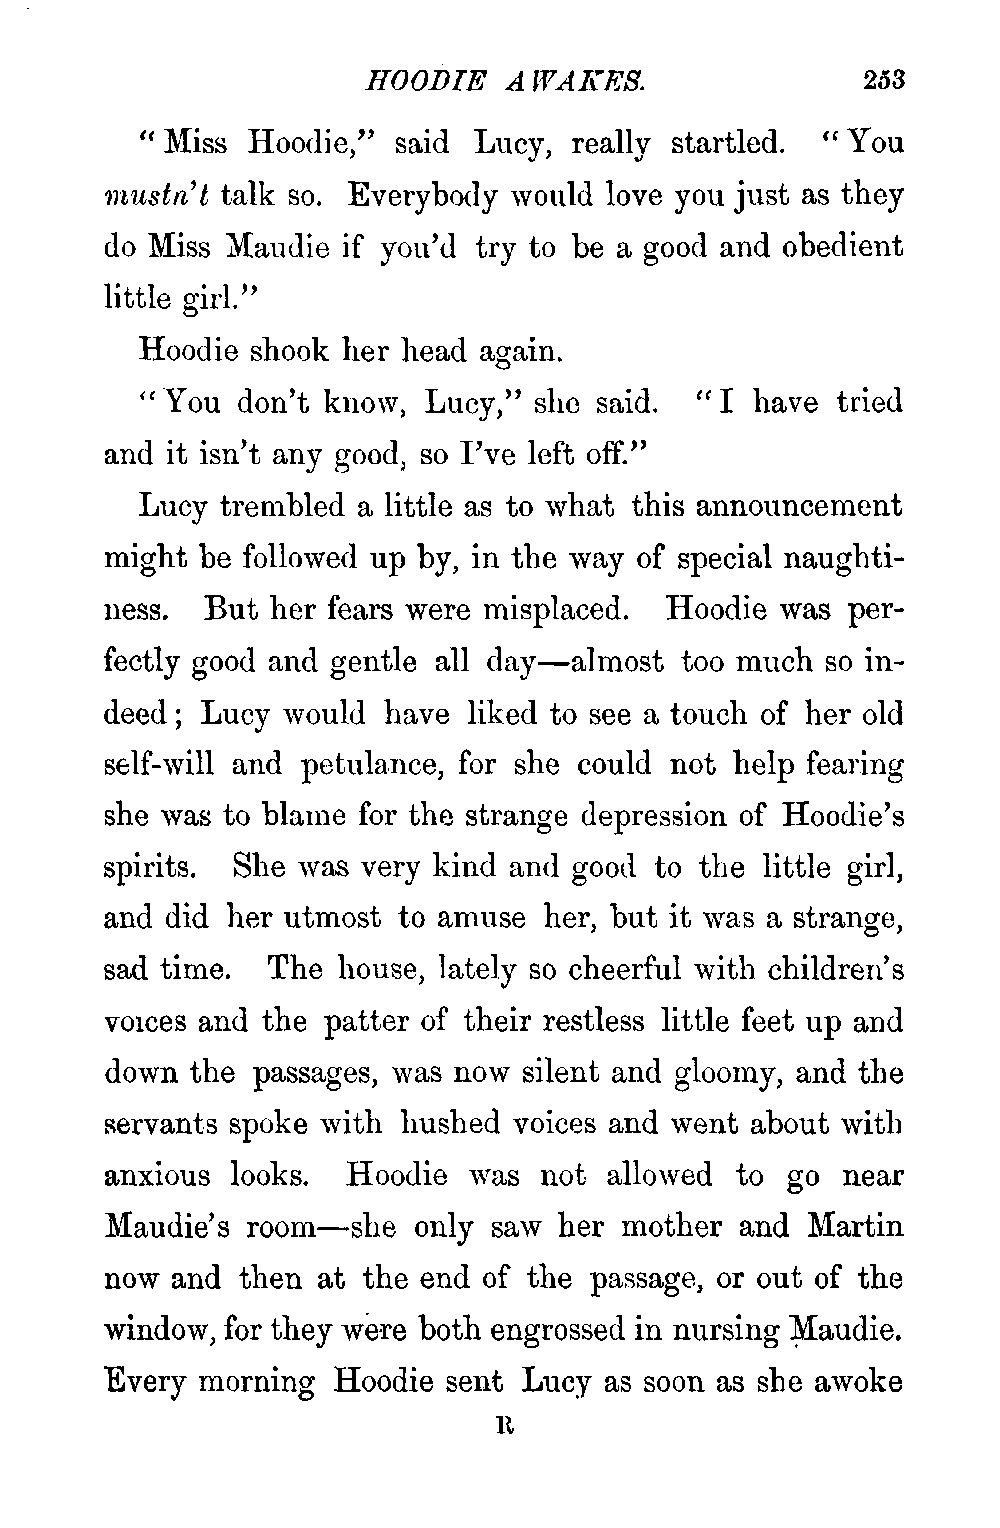 HOODIE AWAKES. 253
“Miss Hoodie,” said Lucy, really startled. “You
mustn’t talk so. Everybody would love you just as they
do Miss Maudie if you’d try to be a good and obedient
little girl.”
Hoodie shook her head again.
“You don’t know, Lucy,” she said. “I have tried
and it isn’t any good, so I’ve left off.”
Lucy trembled a little as to what this announcement
might be followed up by, in the way of special naughti-
ness. But her fears were misplaced. Hoodie was per-
fectly good and gentle all day—almost too much so in-
deed; Lucy would have liked to see a touch of her old
self-will and petulance, for she could not help fearing
she was to blame for the strange depression of Hoodie’s
spirits. She was very kind and good to the little girl,
and did her utmost to amuse her, but it was a strange,
sad time. The house, lately so cheerful with children’s
voices and the patter of their restless little feet up and
down the passages, was now silent and gloomy, and the
servants spoke with hushed voices and went about with
anxious looks. Hoodie was not allowed to go near
Maudie’s room—she only saw her mother and Martin
now and then at the end of the passage, or out of the
window, for they were both engrossed in nursing Maudie.
Every morning Hoodie sent Lucy as soon as she awoke
R